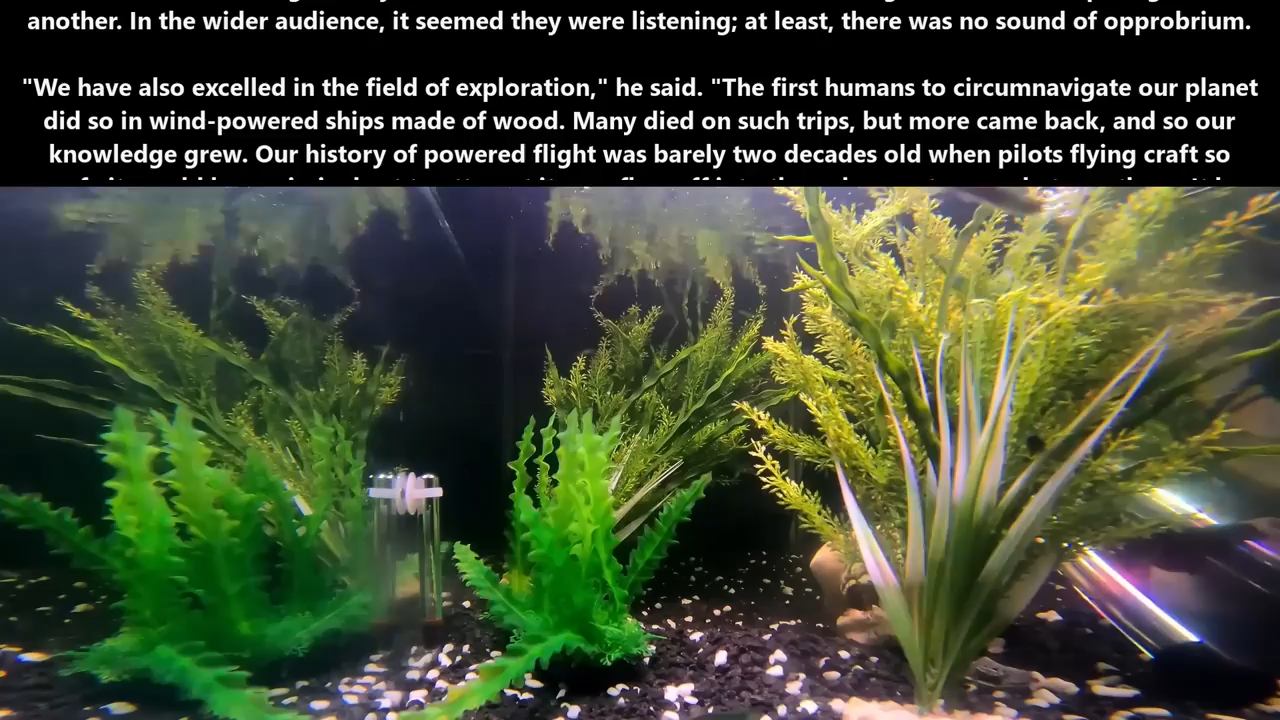 another. In the wider audience, it seemed they were listening; at least, there was no sound of opprobrium.
"We have also excelled in the field of exploration," he said. "The first humans to circumnavigate our planet
did so in wind-powered ships made of wood. Many died on such trips, but more came back, and so our
knowledge grew. Our history of powered flight was barely two decades old when pilots flying craft so